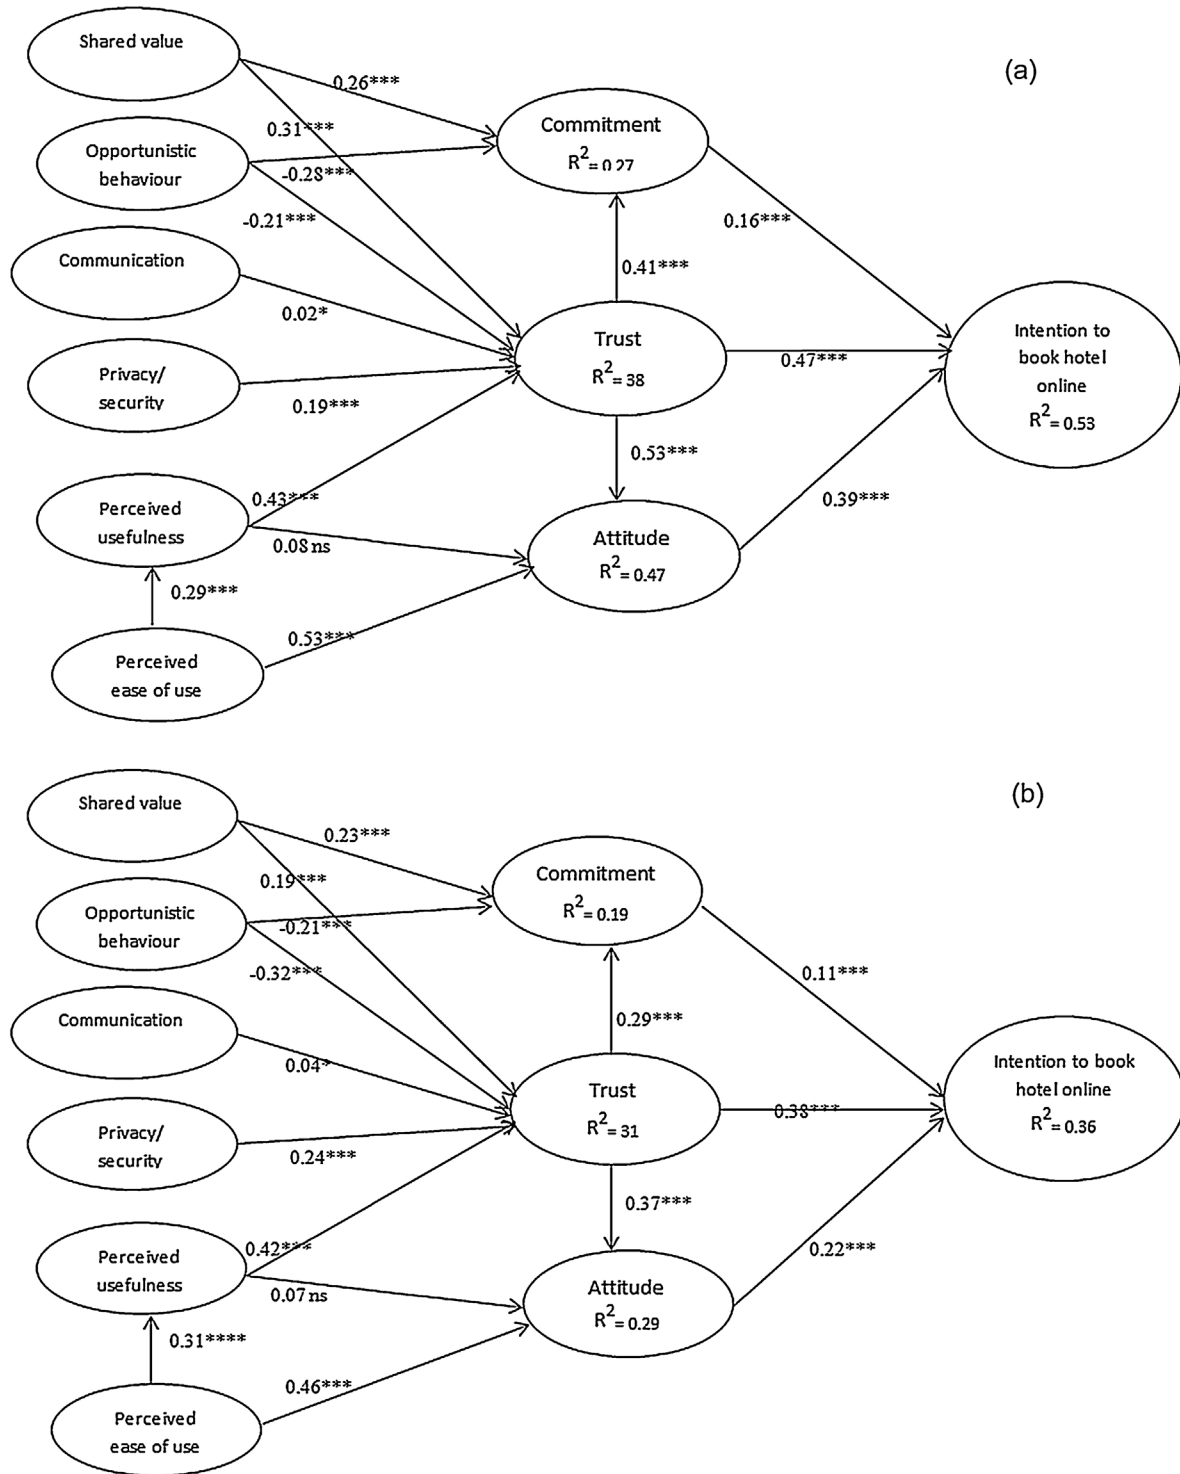 Shared value
(a)
0.26***
Commitment
R2= 0.27
0.31***
Opportunistic
behaviour
-0.28***
-0.21***
0.16***
Communication
0.41***
0.02*
Trust
R2= 38
Intention to
book hotel
online
R2= 0.53
0.47***
Privacy/
security
0.19***
0.53***
0.43***
0.39***
Perceived
usefulness
0.08 ns
Attitude
R2= 0.47
0.29***
0.53***
Perceived
ease of use
Shared value
(b)
0.23***
Commitment
R2= 0.19
0.19***
Opportunistic
behaviour
-0.21***
-0.32***
0.11***
Communication
0.29***
0.04*
Trust
R2= 31
Intention to book
hotel online
R2= 0.36
0.38***
Privacy/
security
0.24***
0.37***
0.42***
0.22***
Perceived
usefulness
0.07 ns
Attitude
R2= 0.29
0.31****
0.46***
Perceived
ease of use